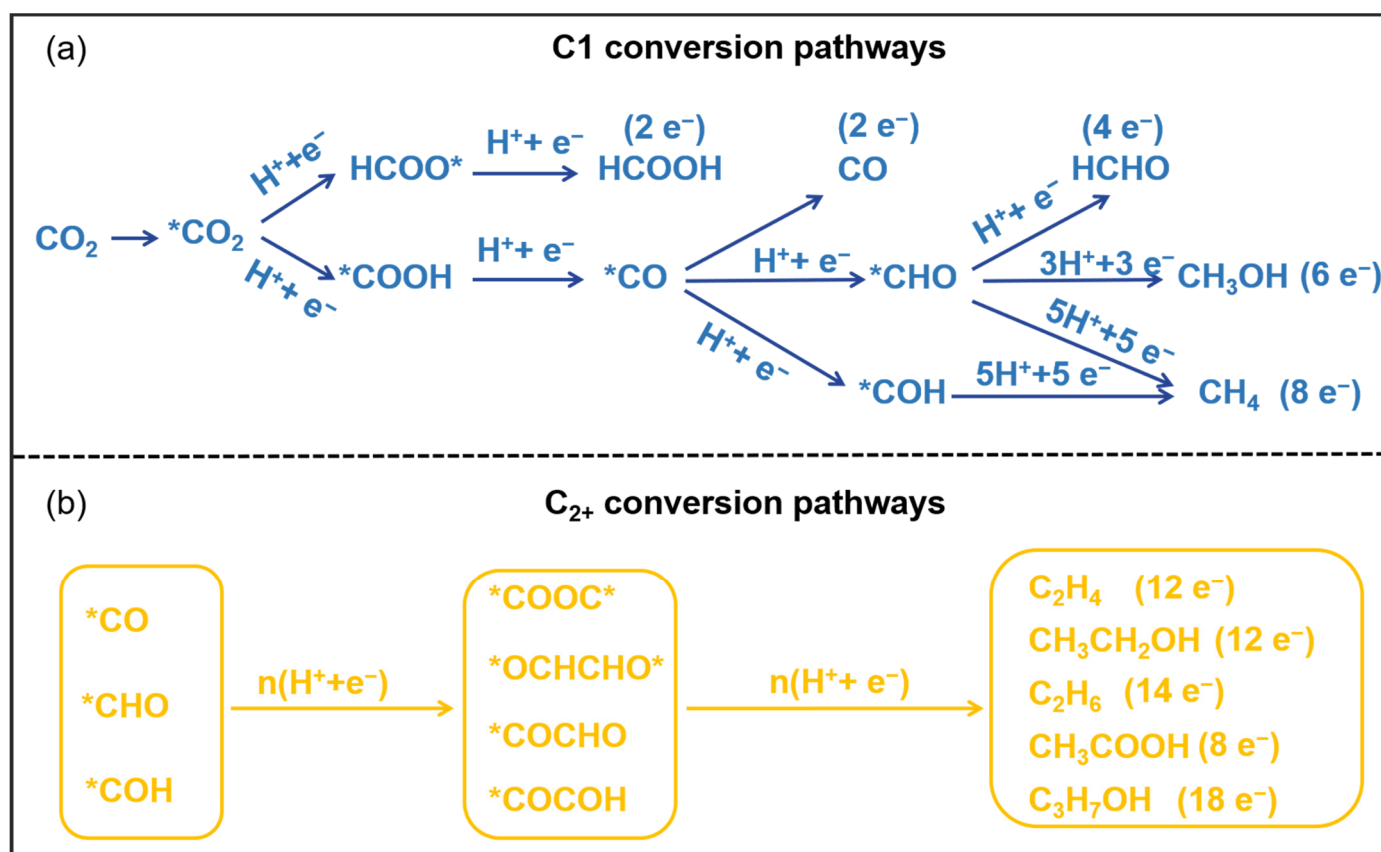 (a) C1 conversion pathways
(2 e⁻) (2 e⁻) (4 e⁻)
H⁺+e⁻ HCOO* H⁺+ e⁻ HCOOH CO HCHO
CO₂ *CO₂ H⁺+ e⁻
H⁺+ e⁻ *COOH H⁺+ e⁻ *CO H⁺+ e⁻ *CHO 3H⁺+3 e⁻ CH₃OH (6 e⁻)
H⁺+ e⁻ 5H⁺+5 e⁻
*COH 5H⁺+5 e⁻ CH₄ (8 e⁻)
(b) C₂₊ conversion pathways
*CO
*CHO
*COH
n(H⁺+e⁻)
*COOC*
*OCHCHO*
*COCHO
*COCOH
n(H⁺+ e⁻)
C₂H₄ (12 e⁻)
CH₃CH₂OH (12 e⁻)
C₂H₆ (14 e⁻)
CH₃COOH (8 e⁻)
C₃H₇OH (18 e⁻)